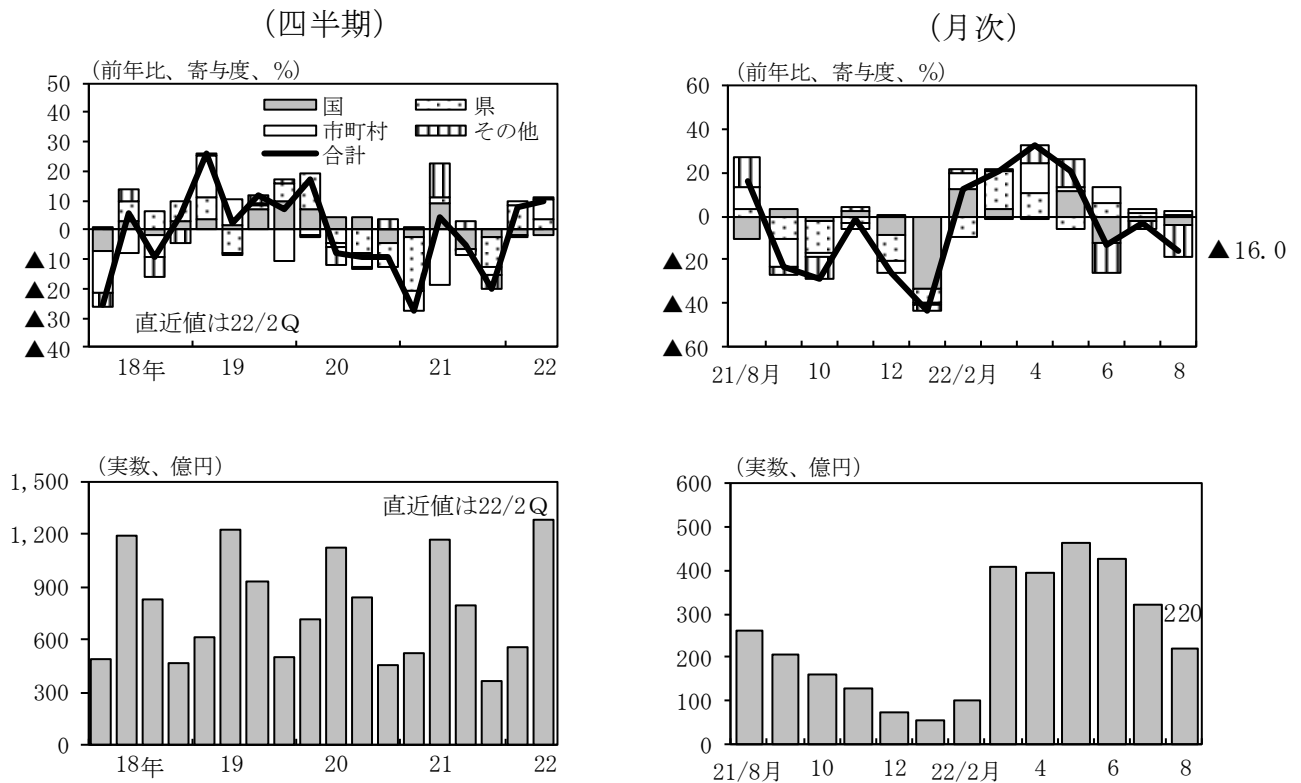 (四半期)
(前年比、寄与度、%)
50
40
30
20
10
0
▲10
▲20
▲30
▲40
国
県
市町村
その他
合計
直近値は22/2Q
18年 19 20 21 22
(月次)
(前年比、寄与度、%)
60
40
20
0
▲20
▲40
▲60
▲16.0
21/8月 10 12 22/2月 4 6 8
(実数、億円)
1,500
1,200
900
600
300
0
直近値は22/2Q
18年 19 20 21 22
(実数、億円)
600
500
400
300
200
100
0
220
21/8月 10 12 22/2月 4 6 8